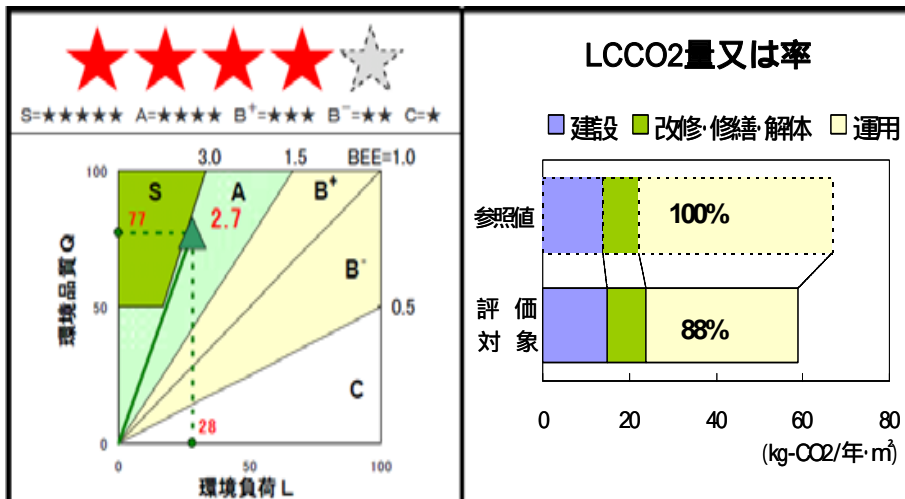 S=★★★★★ A=★★★★ B⁺=★★★ B⁻=★★ C=★
3.0 1.5 BEE=1.0
100
S A B⁺
77 2.7
B⁻
50 0.5
C
28
0
0 50 100
環境品質Q
環境負荷L
LCCO2量又は率
建設 改修・修繕・解体 運用
参照値 100%
評価
対象
88%
0 20 40 60 80
(kg-CO2/年・㎡)